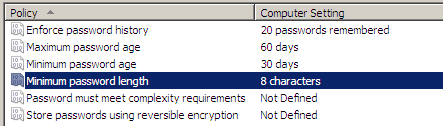 Policy Computer Setting
Enforce password history 20 passwords remembered
Maximum password age 60 days
Minimum password age 30 days
Minimum password length 8 characters
Password must meet complexity requirements Not Defined
Store passwords using reversible encryption Not Defined